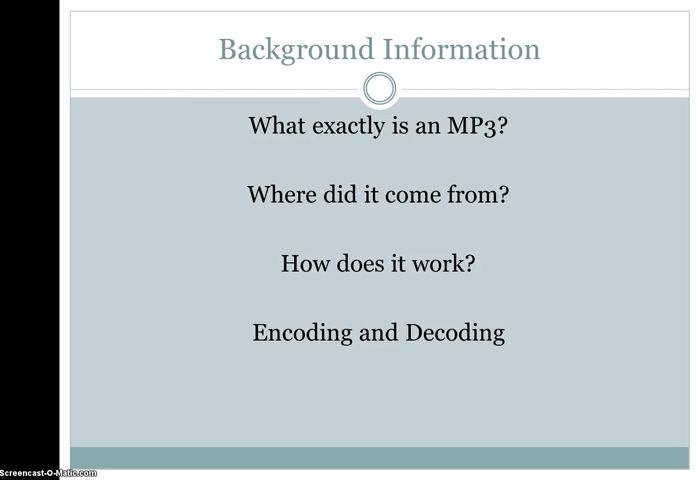 Background Information
What exactly is an MP3?
Where did it come from?
How does it work?
Encoding and Decoding
Screencast-O-Matic.com